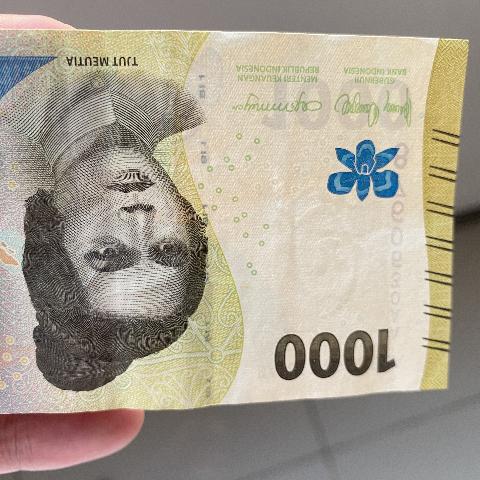 1000
GUBERNUR
BANK INDONESIA
MENTERI KEUANGAN
REPUBLIK INDONESIA
TJUT MEUTIA